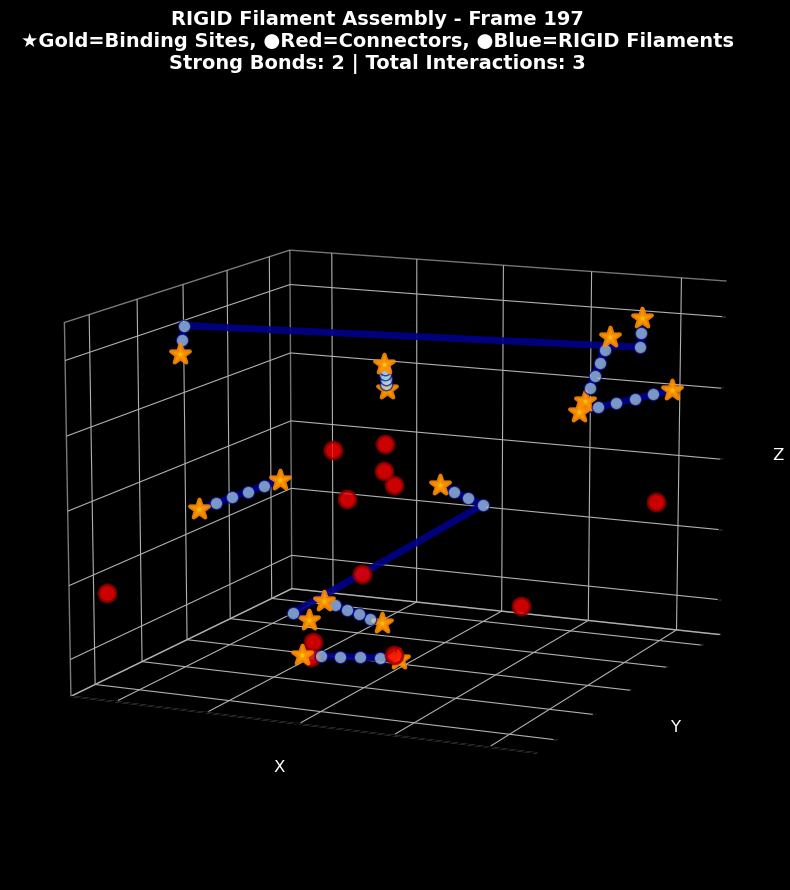 RIGID Filament Assembly - Frame 197
★Gold=Binding Sites, ●Red=Connectors, ●Blue=RIGID Filaments
Strong Bonds: 2 | Total Interactions: 3
Z
Y
X